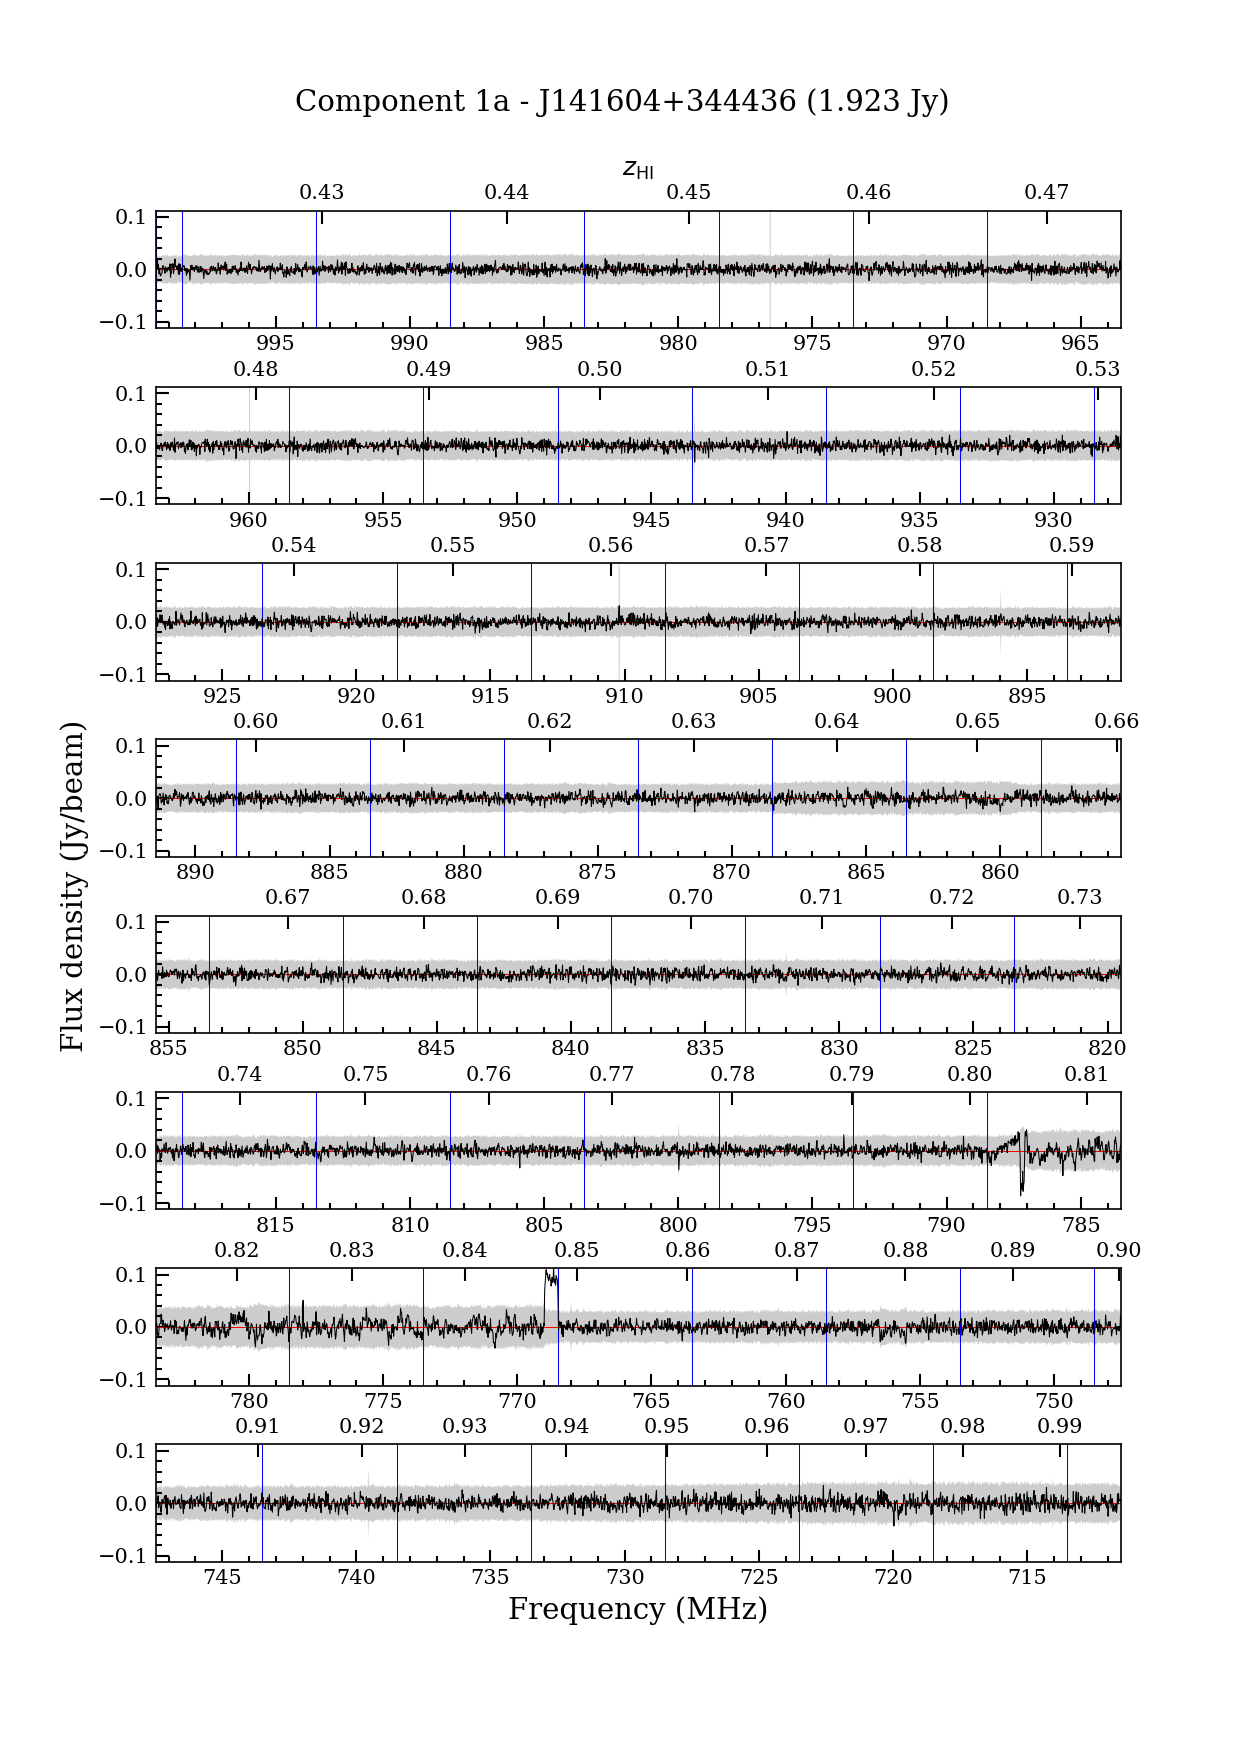 Component 1a - J141604+344436 (1.923 Jy)
zHI
0.43 0.44 0.45 0.46 0.47
0.1
0.0
−0.1
995 990 985 980 975 970 965
0.48 0.49 0.50 0.51 0.52 0.53
0.1
0.0
−0.1
960 955 950 945 940 935 930
0.54 0.55 0.56 0.57 0.58 0.59
0.1
0.0
−0.1
925 920 915 910 905 900 895
0.60 0.61 0.62 0.63 0.64 0.65 0.66
0.1
0.0
−0.1
890 885 880 875 870 865 860
Flux density (Jy/beam)
0.67 0.68 0.69 0.70 0.71 0.72 0.73
0.1
0.0
−0.1
855 850 845 840 835 830 825 820
0.74 0.75 0.76 0.77 0.78 0.79 0.80 0.81
0.1
0.0
−0.1
815 810 805 800 795 790 785
0.82 0.83 0.84 0.85 0.86 0.87 0.88 0.89 0.90
0.1
0.0
−0.1
780 775 770 765 760 755 750
0.91 0.92 0.93 0.94 0.95 0.96 0.97 0.98 0.99
0.1
0.0
−0.1
745 740 735 730 725 720 715
Frequency (MHz)